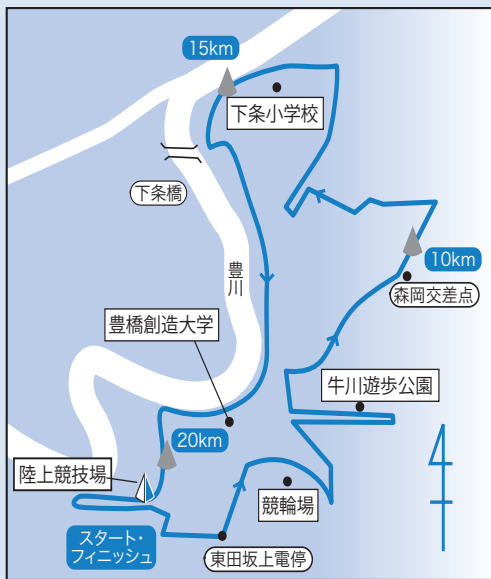 15km
下条小学校
下条橋
豊川
10km
森岡交差点
豊橋創造大学
牛川遊歩公園
20km
陸上競技場
競輪場
スタート・
フィニッシュ
東田坂上電停